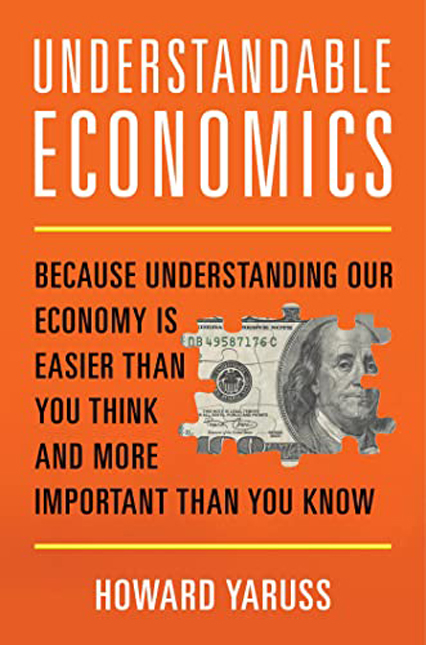 UNDERSTANDABLE
ECONOMICS
BECAUSE UNDERSTANDING OUR
ECONOMY IS
EASIER THAN
YOU THINK
AND MORE
IMPORTANT THAN YOU KNOW
DB 49587176 C
HOWARD YARUSS